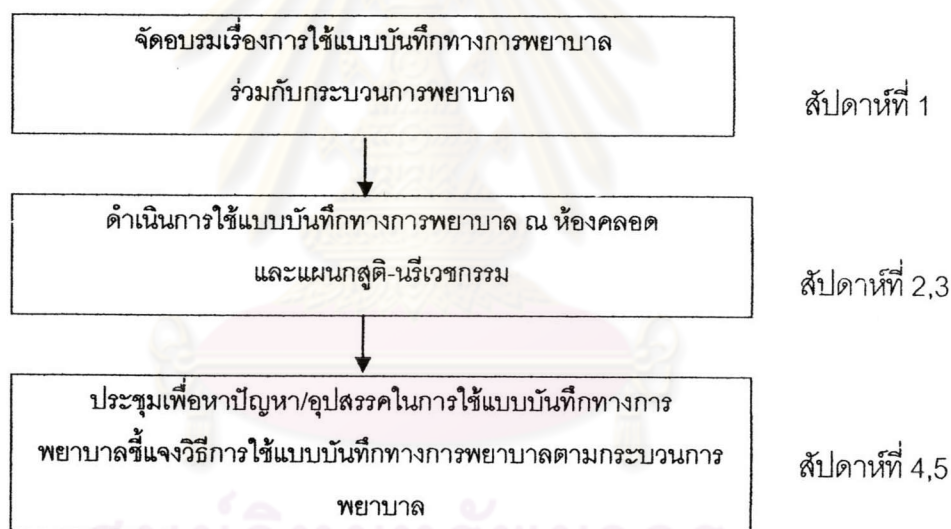 จัดอบรมเรื่องการใช้แบบบันทึกทางการพยาบาล
ร่วมกับกระบวนการพยาบาล
สัปดาห์ที่ 1
ดำเนินการใช้แบบบันทึกทางการพยาบาล ณ ห้องคลอด
และแผนกสูติ-นรีเวชกรรม
สัปดาห์ที่ 2,3
ประชุมเพื่อหาปัญหา/อุปสรรคในการใช้แบบบันทึกทางการ
พยาบาลชี้แจงวิธีการใช้แบบบันทึกทางการพยาบาลตามกระบวนการ
พยาบาล
สัปดาห์ที่ 4,5